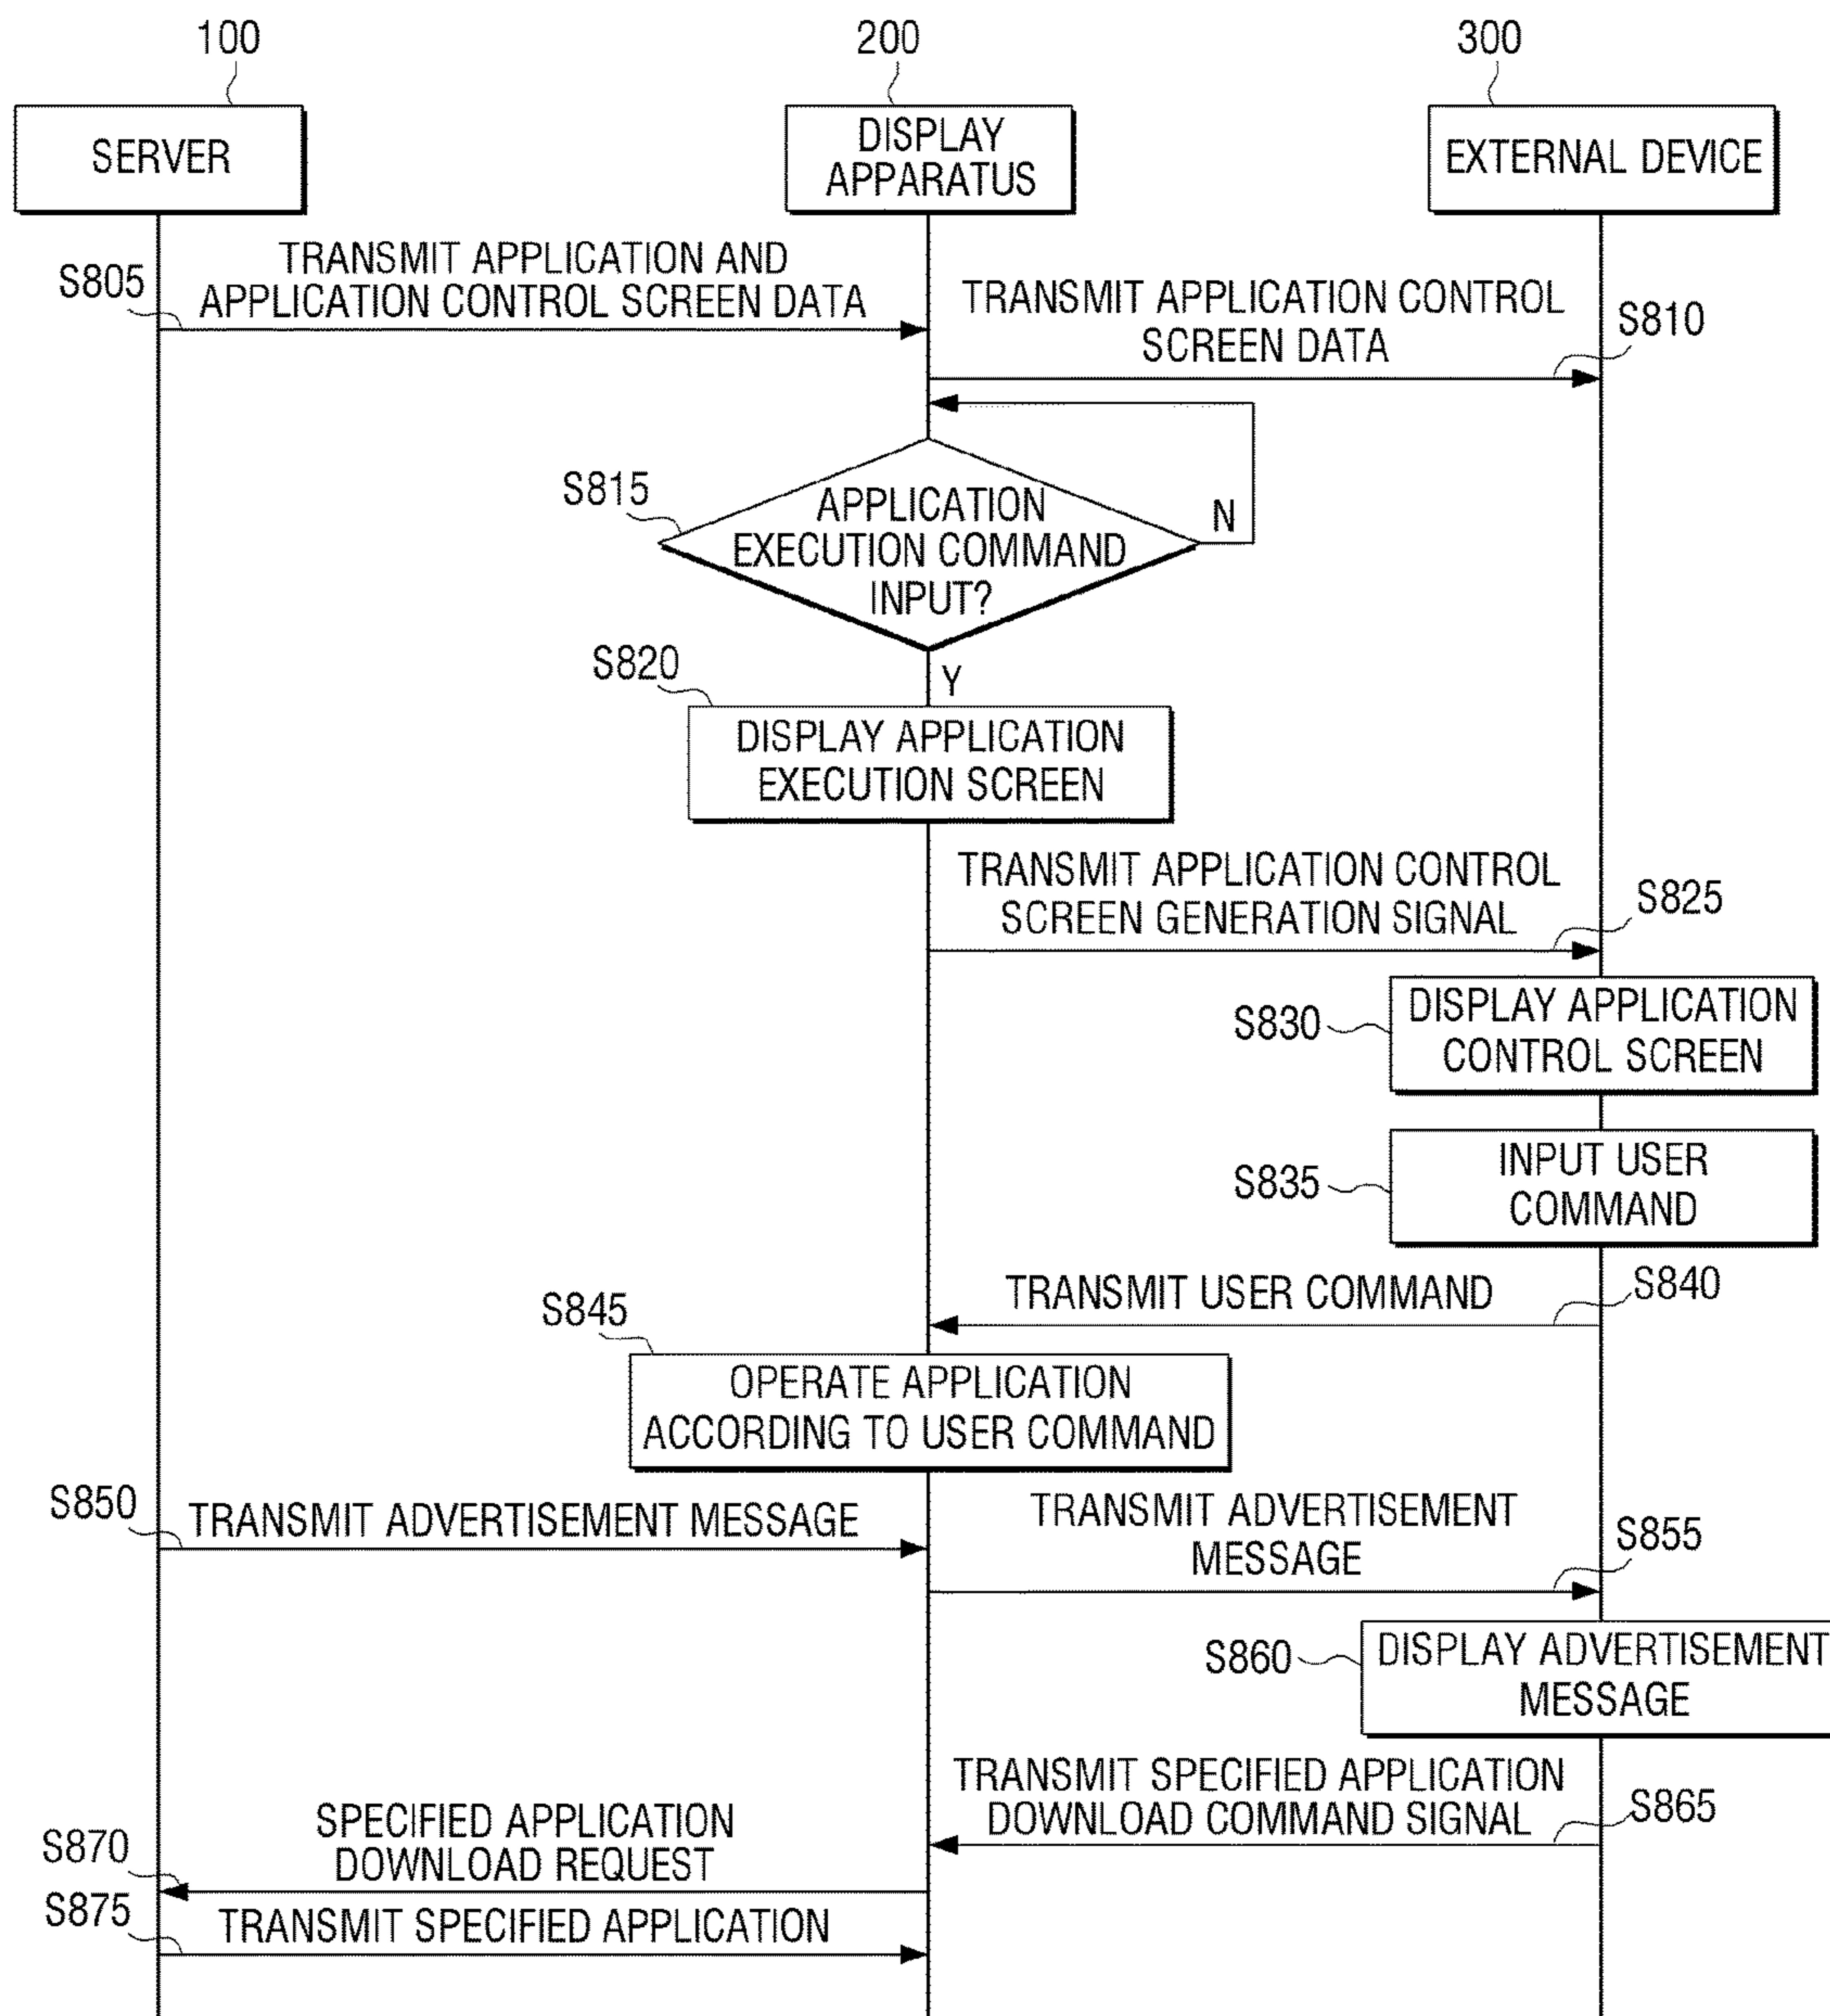 100
200
300
SERVER
DISPLAY
APPARATUS
EXTERNAL DEVICE
S805
TRANSMIT APPLICATION AND
APPLICATION CONTROL SCREEN DATA
TRANSMIT APPLICATION CONTROL
SCREEN DATA
S810
S815
APPLICATION
EXECUTION COMMAND
INPUT?
N
Y
S820
DISPLAY APPLICATION
EXECUTION SCREEN
TRANSMIT APPLICATION CONTROL
SCREEN GENERATION SIGNAL
S825
S830
DISPLAY APPLICATION
CONTROL SCREEN
S835
INPUT USER
COMMAND
TRANSMIT USER COMMAND
S840
S845
OPERATE APPLICATION
ACCORDING TO USER COMMAND
S850
TRANSMIT ADVERTISEMENT MESSAGE
TRANSMIT ADVERTISEMENT
MESSAGE
S855
S860
DISPLAY ADVERTISEMENT
MESSAGE
TRANSMIT SPECIFIED APPLICATION
DOWNLOAD COMMAND SIGNAL
S865
SPECIFIED APPLICATION
DOWNLOAD REQUEST
S870
S875
TRANSMIT SPECIFIED APPLICATION